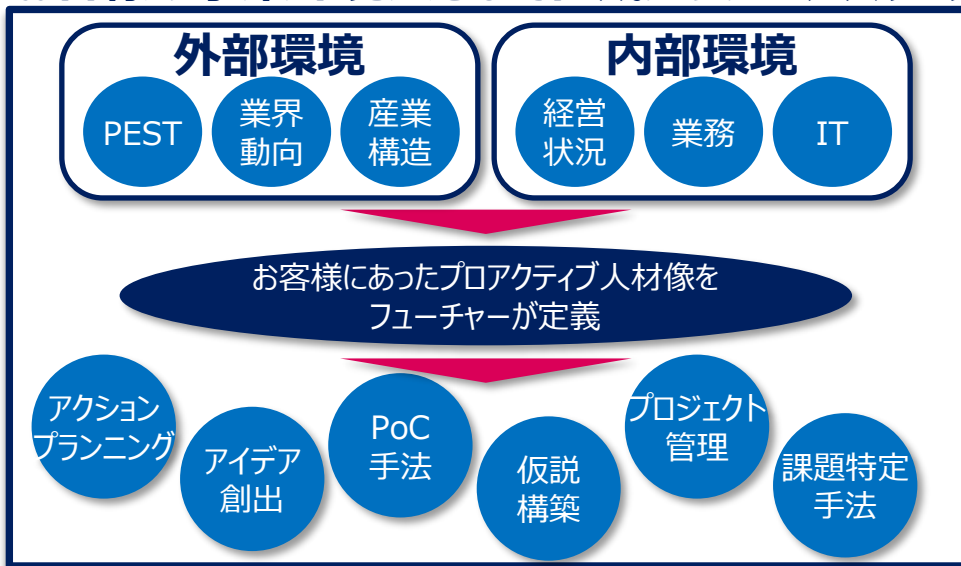 外部環境
内部環境
PEST
業界
動向
産業
構造
経営
状況
業務
IT
お客様にあったプロアクティブ人材像を
フューチャーが定義
アクション
プランニング
アイデア
創出
PoC
手法
仮説
構築
プロジェクト
管理
課題特定
手法